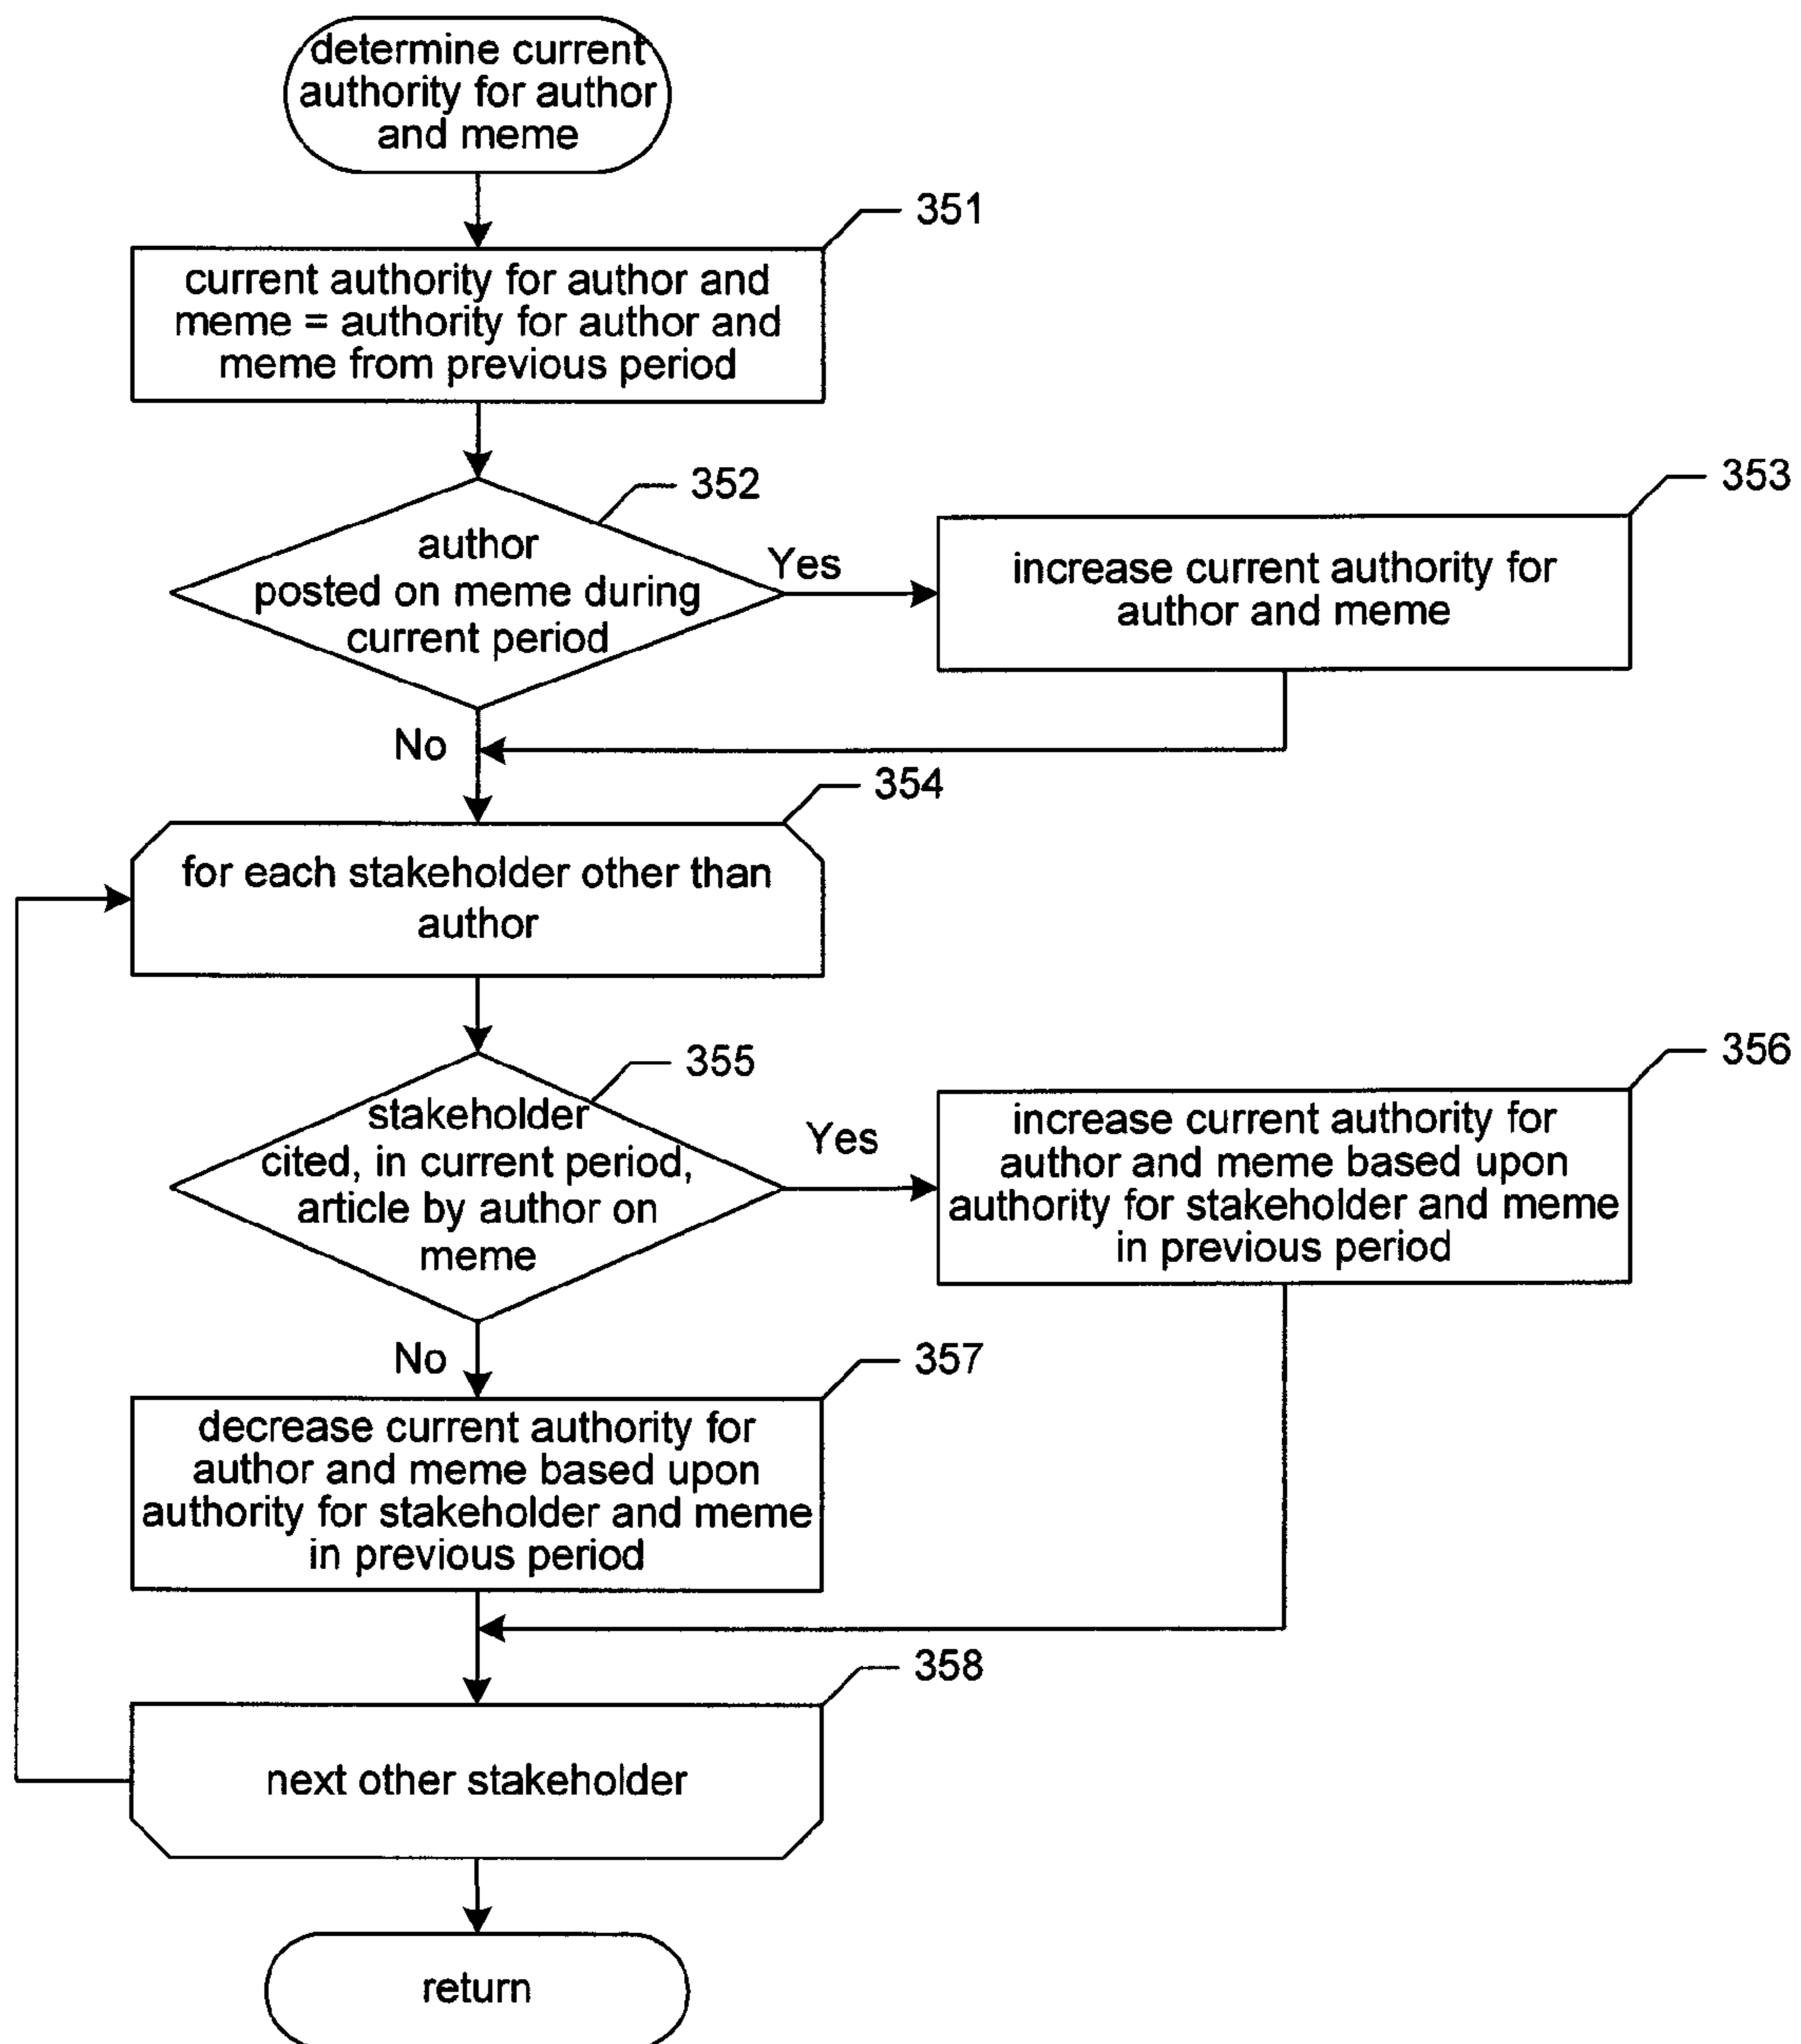 determine current
authority for author
and meme
351
current authority for author and
meme = authority for author and
meme from previous period
352
author
posted on meme during
current period
Yes
353
increase current authority for
author and meme
No
354
for each stakeholder other than
author
355
stakeholder
cited, in current period,
article by author on
meme
Yes
356
increase current authority for
author and meme based upon
authority for stakeholder and meme
in previous period
No
357
decrease current authority for
author and meme based upon
authority for stakeholder and meme
in previous period
358
next other stakeholder
return